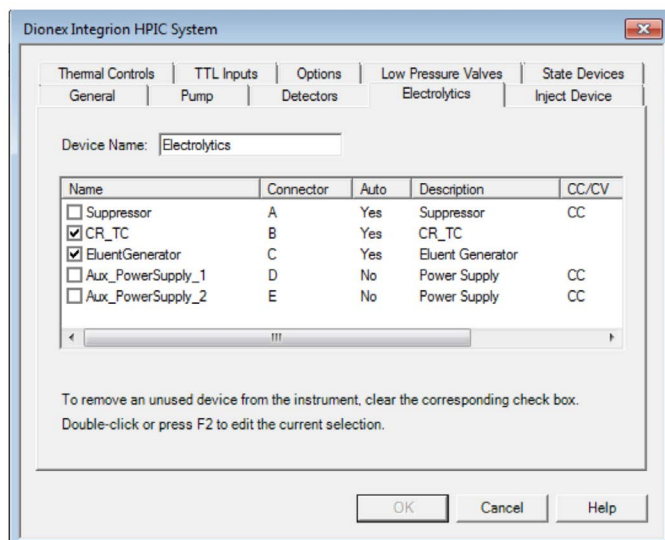 Dionex Integrion HPIC System
Thermal Controls TTL Inputs Options Low Pressure Valves State Devices
General Pump Detectors Electrolytics Inject Device
Device Name: Electrolytics
Name Connector Auto Description CC/CV
Suppressor A Yes Suppressor CC
CR_TC B Yes CR_TC
EluentGenerator C Yes Eluent Generator
Aux_PowerSupply_1 D No Power Supply CC
Aux_PowerSupply_2 E No Power Supply CC
To remove an unused device from the instrument, clear the corresponding check box.
Double-click or press F2 to edit the current selection.
OK Cancel Help